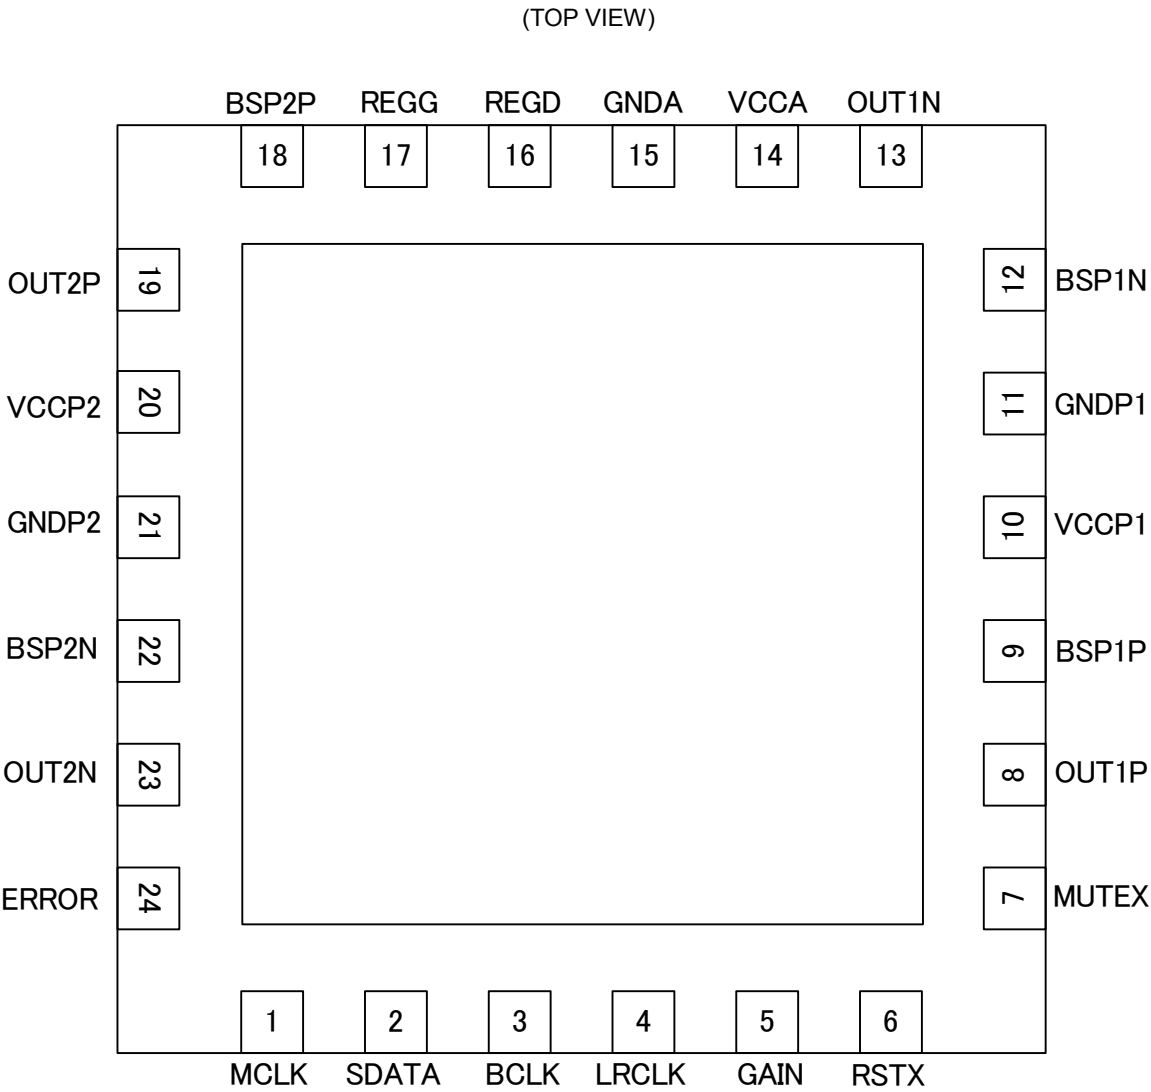 (TOP VIEW)
BSP2P REGG REGD GNDA VCCA OUT1N
18 17 16 15 14 13
OUT2P 19 12 BSP1N
VCCP2 20 11 GNDP1
GNDP2 21 10 VCCP1
BSP2N 22 9 BSP1P
OUT2N 23 8 OUT1P
ERROR 24 7 MUTEX
1 2 3 4 5 6
MCLK SDATA BCLK LRCLK GAIN RSTX